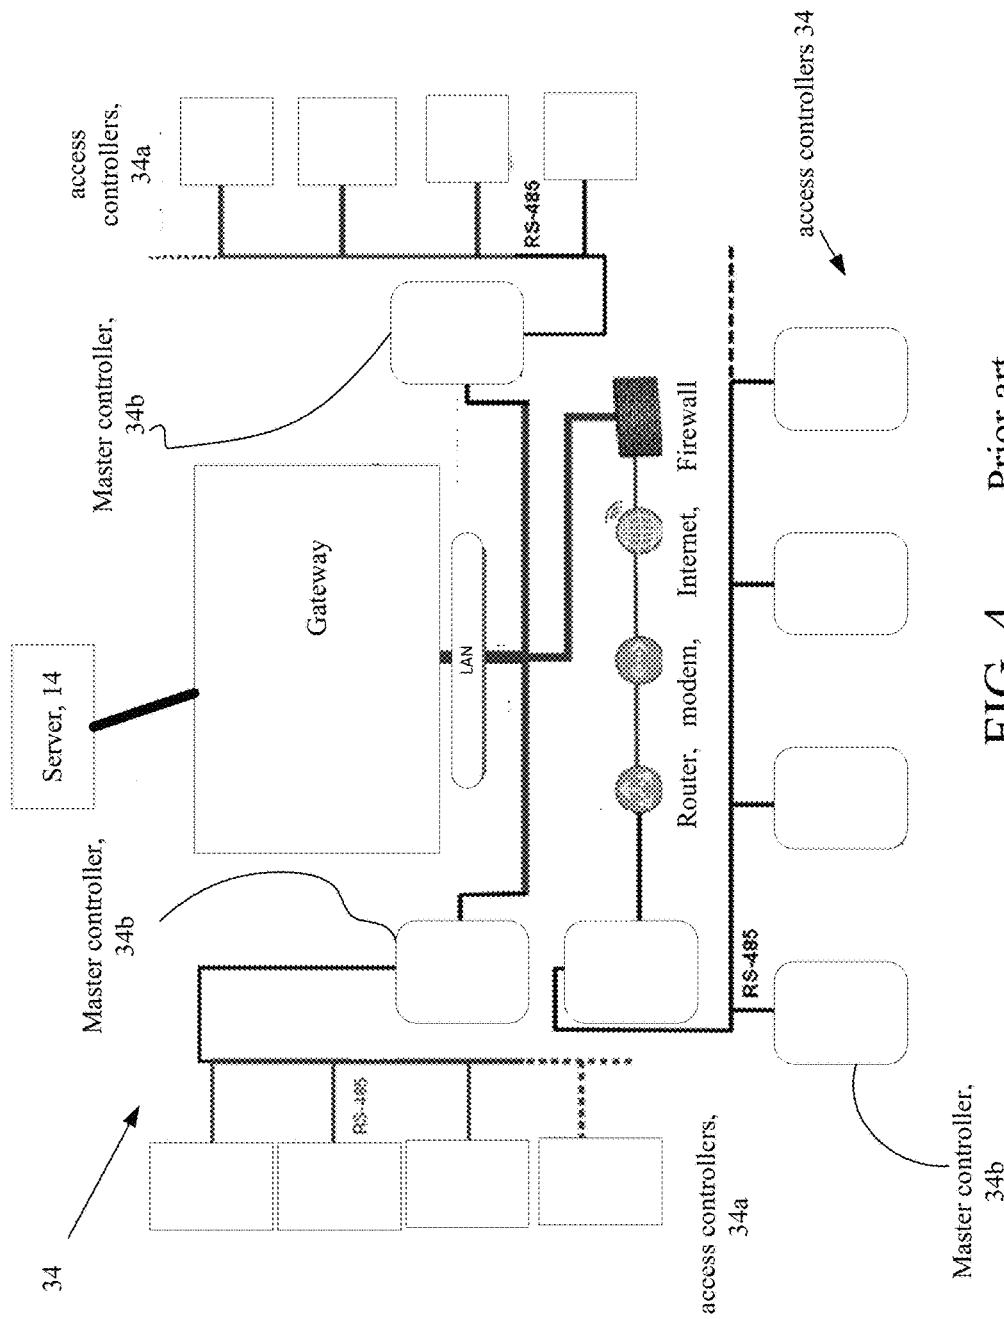 34
Master controller,
34b
Server, 14
Master controller,
34b
access
controllers,
34a
Gateway
LAN
RS-485
RS-485
access controllers,
34a
Router, modem, Internet, Firewall
RS-485
access controllers 34
Master controller,
34b
FIG. 4 Prior art